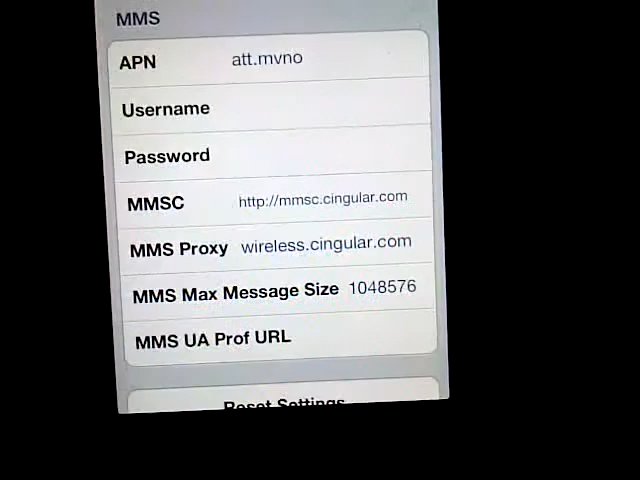 MMS
APN att.mvno
Username
Password
MMSC http://mmsc.cingular.com
MMS Proxy wireless.cingular.com
MMS Max Message Size 1048576
MMS UA Prof URL
Reset Settings